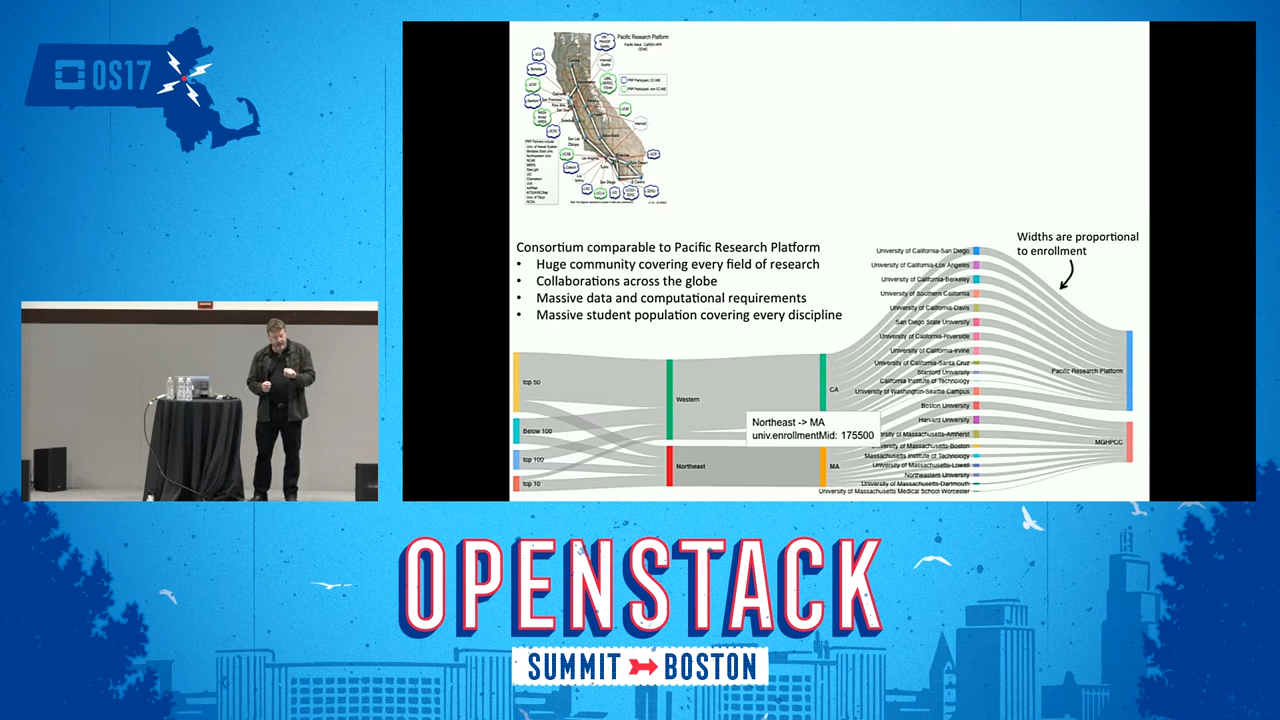 OS17
Pacific Research Platform
Consortium comparable to Pacific Research Platform
• Huge community covering every field of research
• Collaborations across the globe
• Massive data and computational requirements
• Massive student population covering every discipline
Widths are proportional
to enrollment
University of California-San Diego
University of California-Los Angeles
University of California-Berkeley
University of Southern California
University of California-Davis
San Diego State University
University of California-Riverside
University of California-Irvine
University of California-Santa Cruz
Stanford University
California Institute of Technology
University of Washington-Seattle Campus
Boston University
Harvard University
ersity of Massachusetts-Amherst
University of Massachusetts-Boston
Massachusetts Institute of Technology
University of Massachusetts-Lowell
Northeastern University
University of Massachusetts-Dartmouth
University of Massachusetts Medical School Worcester
top 50
Below 100
top 100
top 10
Western
Northeast
CA
MA
Northeast -> MA
univ.enrollmentMid: 175500
Pacific Research Platform
MGHPCC
OPENSTACK
SUMMIT BOSTON